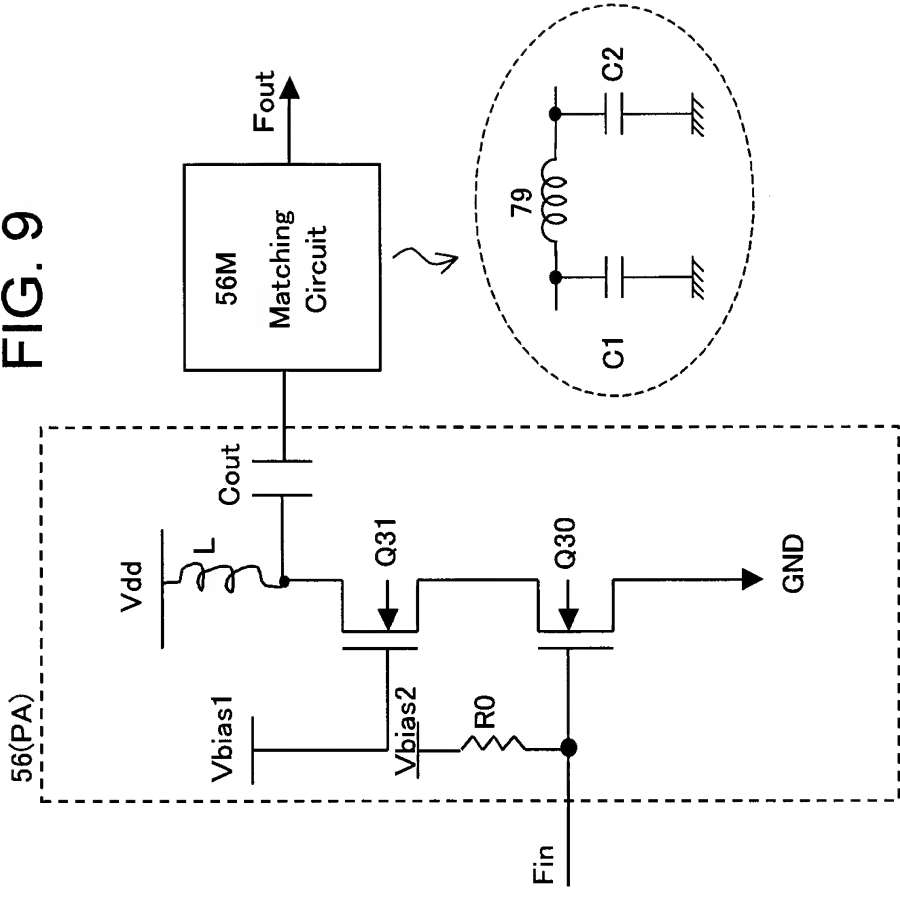 FIG. 9
56(PA)
Vdd
L
Cout
Vbias1
Q31
Vbias2
R0
Q30
Fin
GND
56M
Matching
Circuit
Fout
79
C1
C2